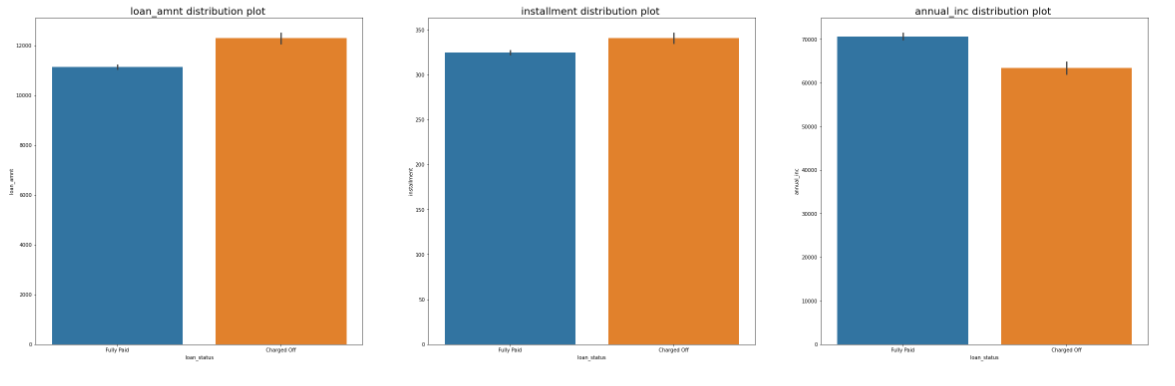 loan_amnt distribution plot
12000
10000
8000
6000
4000
2000
0
loan_amnt
Fully Paid
Charged Off
loan_status
installment distribution plot
350
300
250
200
150
100
50
0
installment
Fully Paid
Charged Off
loan_status
annual_inc distribution plot
70000
60000
50000
40000
30000
20000
10000
0
annual_inc
Fully Paid
Charged Off
loan_status